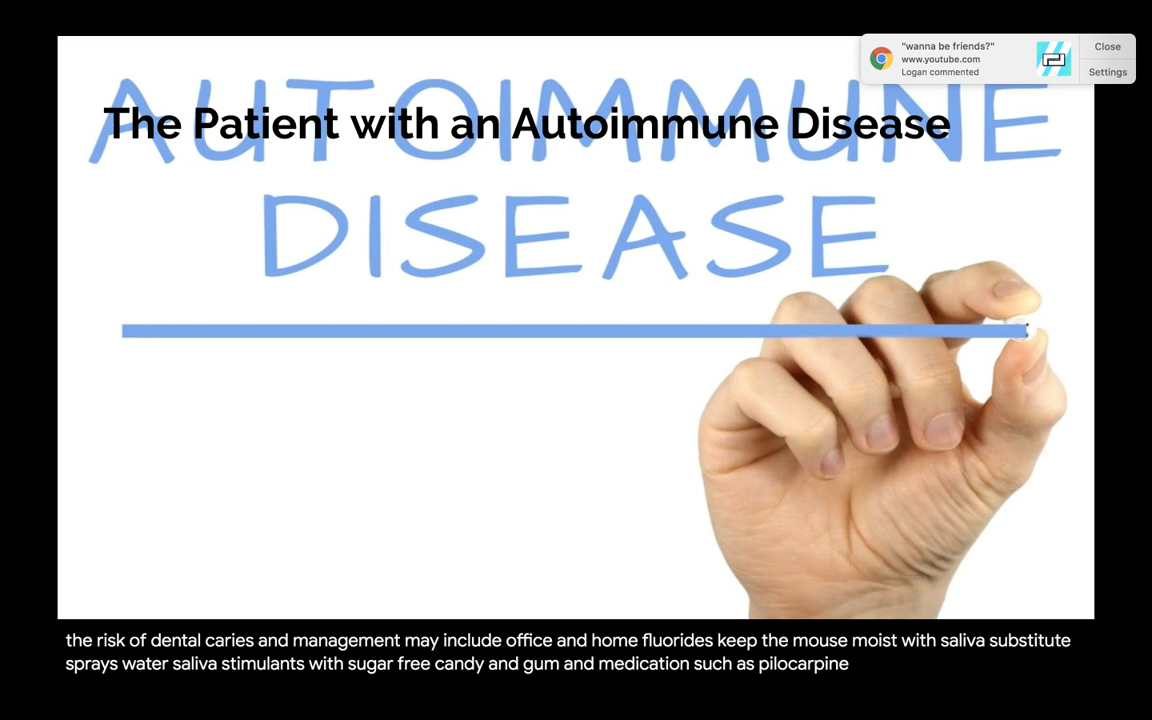 "wanna be friends?"
www.youtube.com
Logan commented
Close
Settings
AUTOIMMUNE
The Patient with an Autoimmune Disease
DISEASE
the risk of dental caries and management may include office and home fluorides keep the mouse moist with saliva substitute
sprays water saliva stimulants with sugar free candy and gum and medication such as pilocarpine